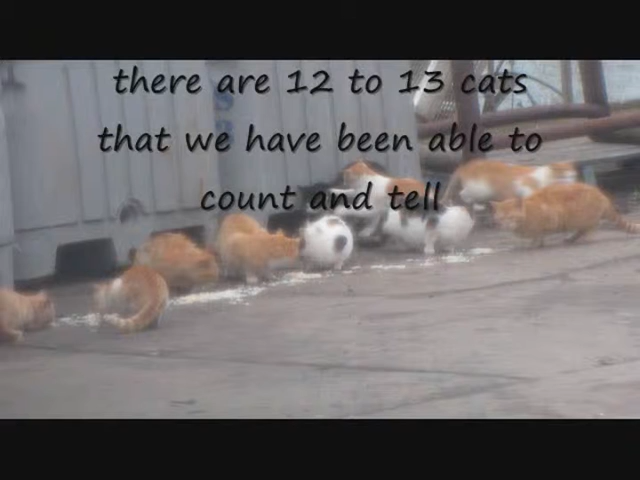 there are 12 to 13 cats
that we have been able to
count and tell